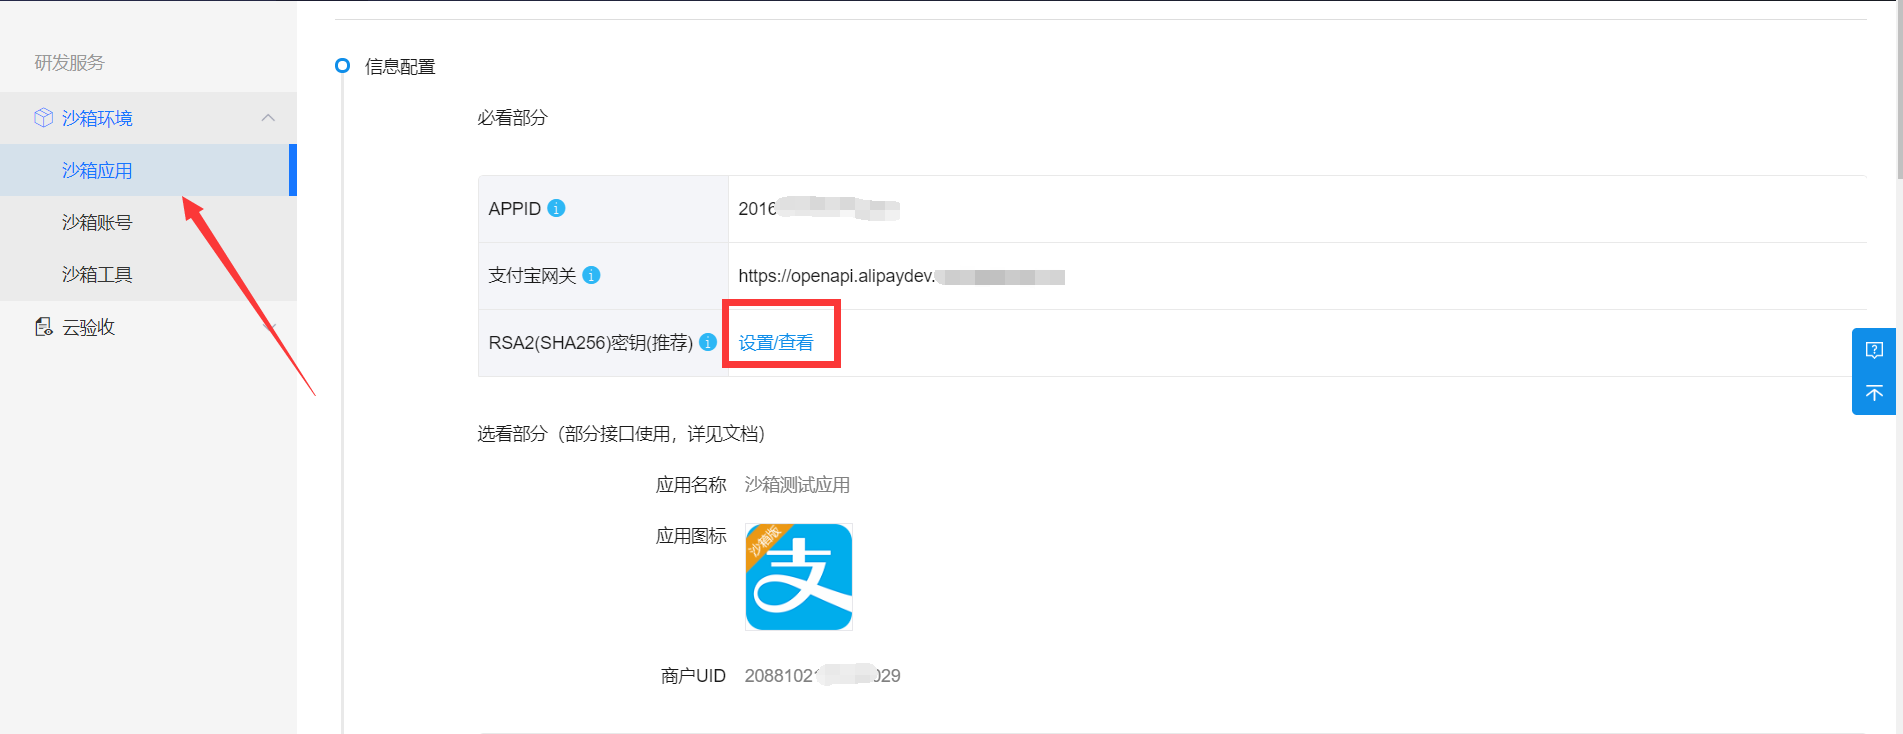 研发服务
沙箱环境
沙箱应用
沙箱账号
沙箱工具
云验收
信息配置
必看部分
APPID
2016
支付宝网关
https://openapi.alipaydev.
RSA2(SHA256)密钥(推荐)
设置/查看
选看部分（部分接口使用，详见文档）
应用名称 沙箱测试应用
应用图标
沙箱版
支
商户UID 2088102 029